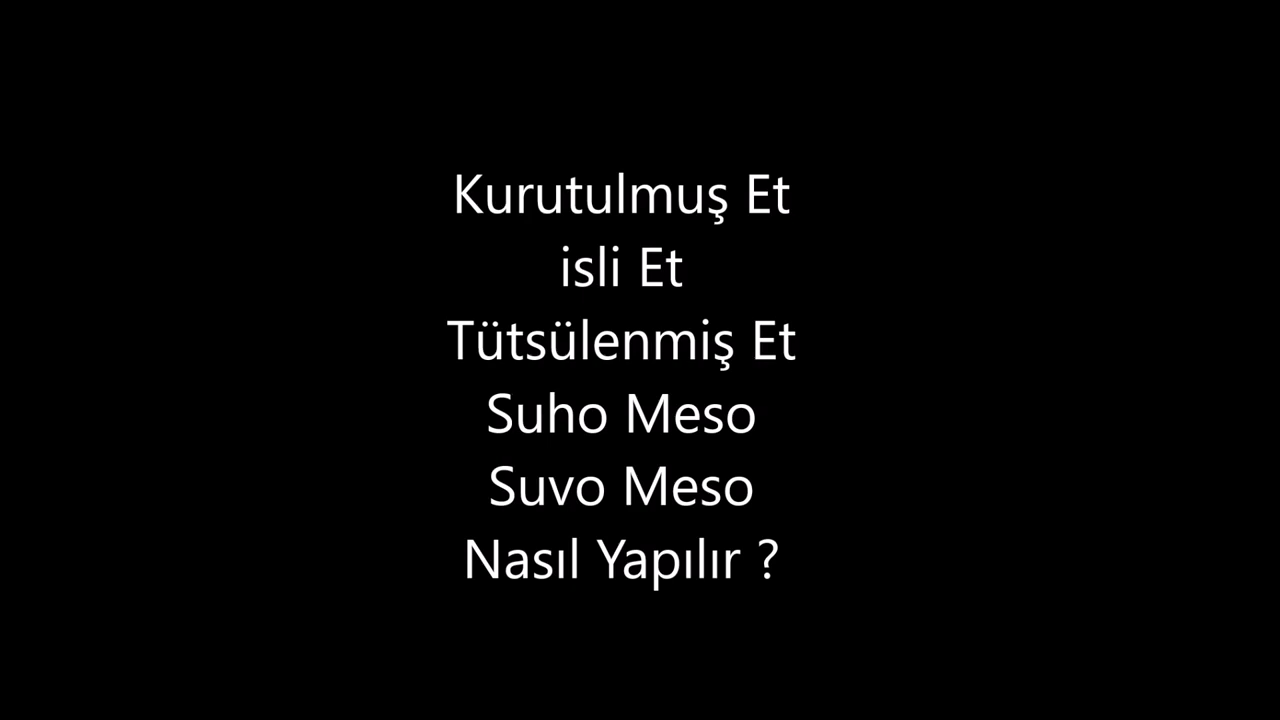 Kurutulmuş Et
isli Et
Tütsülenmiş Et
Suho Meso
Suvo Meso
Nasıl Yapılır ?